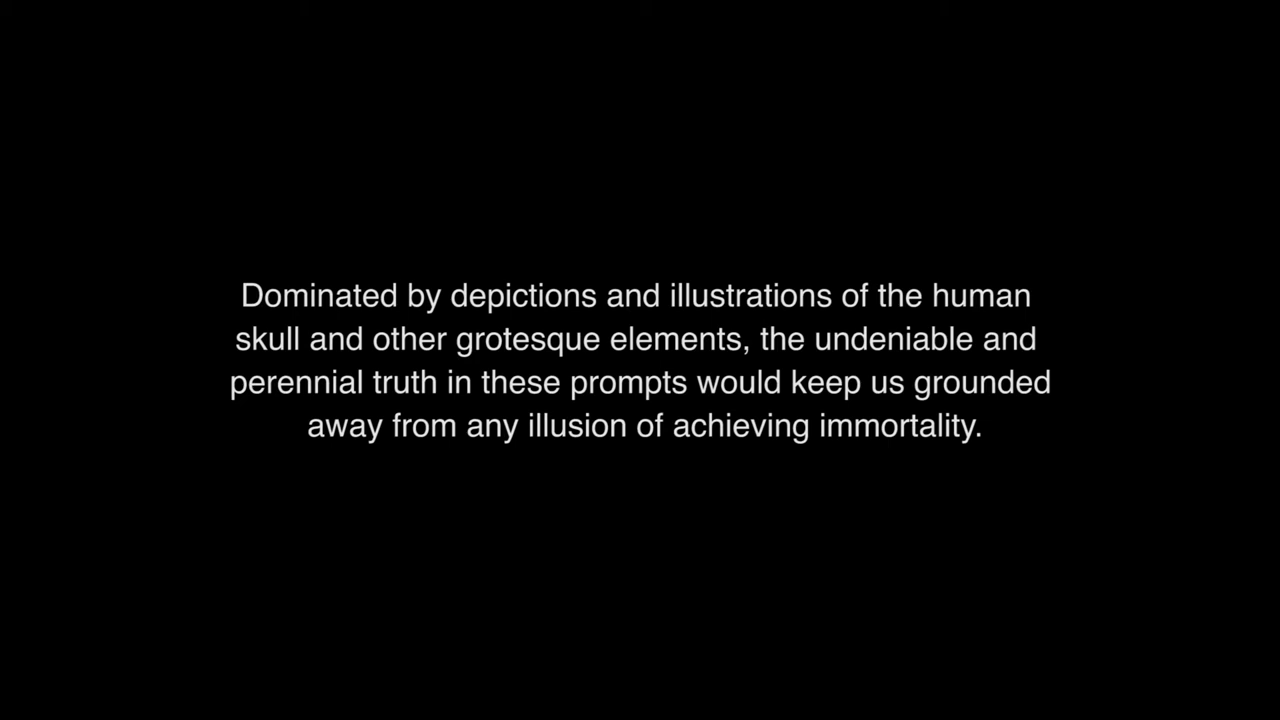 Dominated by depictions and illustrations of the human
skull and other grotesque elements, the undeniable and
perennial truth in these prompts would keep us grounded
away from any illusion of achieving immortality.